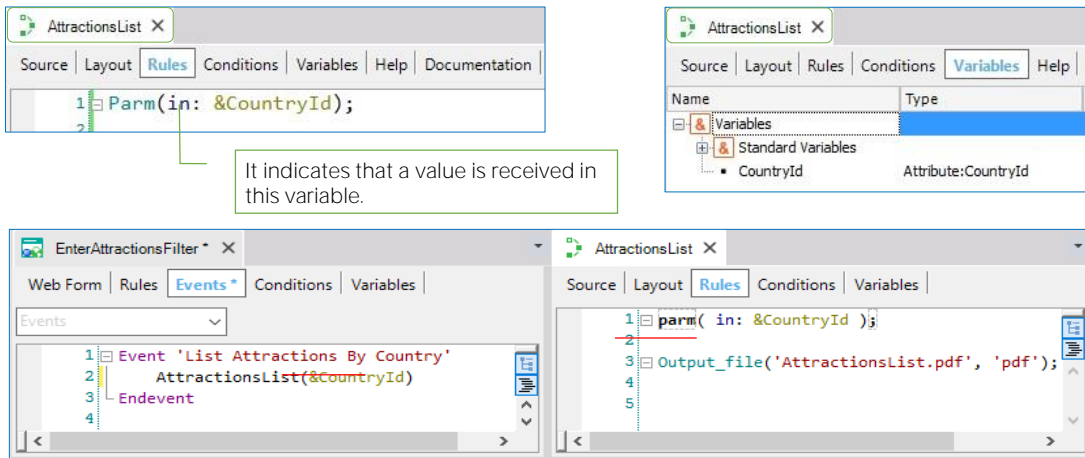 AttractionsList X
Source | Layout | Rules | Conditions | Variables | Help | Documentation |
1 Parm(in: &CountryId);
2
It indicates that a value is received in
this variable.
AttractionsList X
Source | Layout | Rules | Conditions | Variables | Help |
Name Type
& Variables
& Standard Variables
CountryId Attribute:CountryId
EnterAttractionsFilter * X
Web Form | Rules | Events * | Conditions | Variables |
Events
1 Event 'List Attractions By Country'
2 AttractionsList(&CountryId)
3 Endevent
4
AttractionsList X
Source | Layout | Rules | Conditions | Variables |
1 parm( in: &CountryId );
2
3 Output_file('AttractionsList.pdf', 'pdf');
4
5